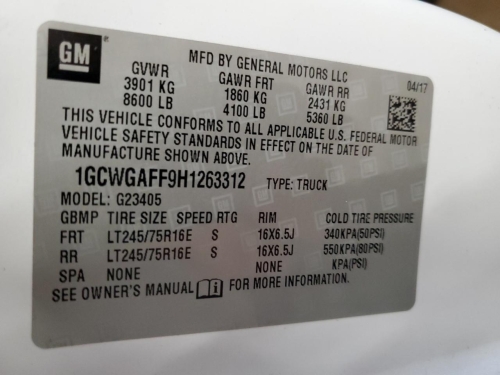 GM
MFD BY GENERAL MOTORS LLC
04/17
GVWR GAWR FRT GAWR RR
3901 KG 1860 KG 2431 KG
8600 LB 4100 LB 5360 LB
THIS VEHICLE CONFORMS TO ALL APPLICABLE U.S. FEDERAL MOTOR
VEHICLE SAFETY STANDARDS IN EFFECT ON THE DATE OF
MANUFACTURE SHOWN ABOVE.
1GCWGAFF9H1263312 TYPE: TRUCK
MODEL: G23405
GBMP TIRE SIZE SPEED RTG RIM COLD TIRE PRESSURE
FRT LT245/75R16E S 16X6.5J 340KPA(50PSI)
RR LT245/75R16E S 16X6.5J 550KPA(80PSI)
SPA NONE NONE KPA(PSI)
SEE OWNER'S MANUAL FOR MORE INFORMATION.